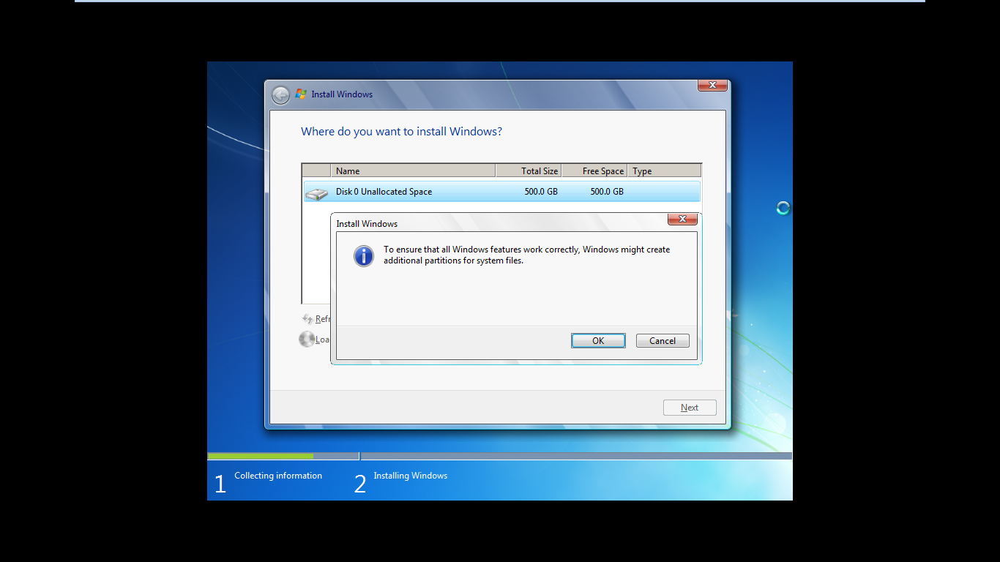 Install Windows
Where do you want to install Windows?
Name Total Size Free Space Type
Disk 0 Unallocated Space 500.0 GB 500.0 GB
Install Windows
To ensure that all Windows features work correctly, Windows might create
additional partitions for system files.
Refr
Loa
OK Cancel
Next
1 Collecting information 2 Installing Windows